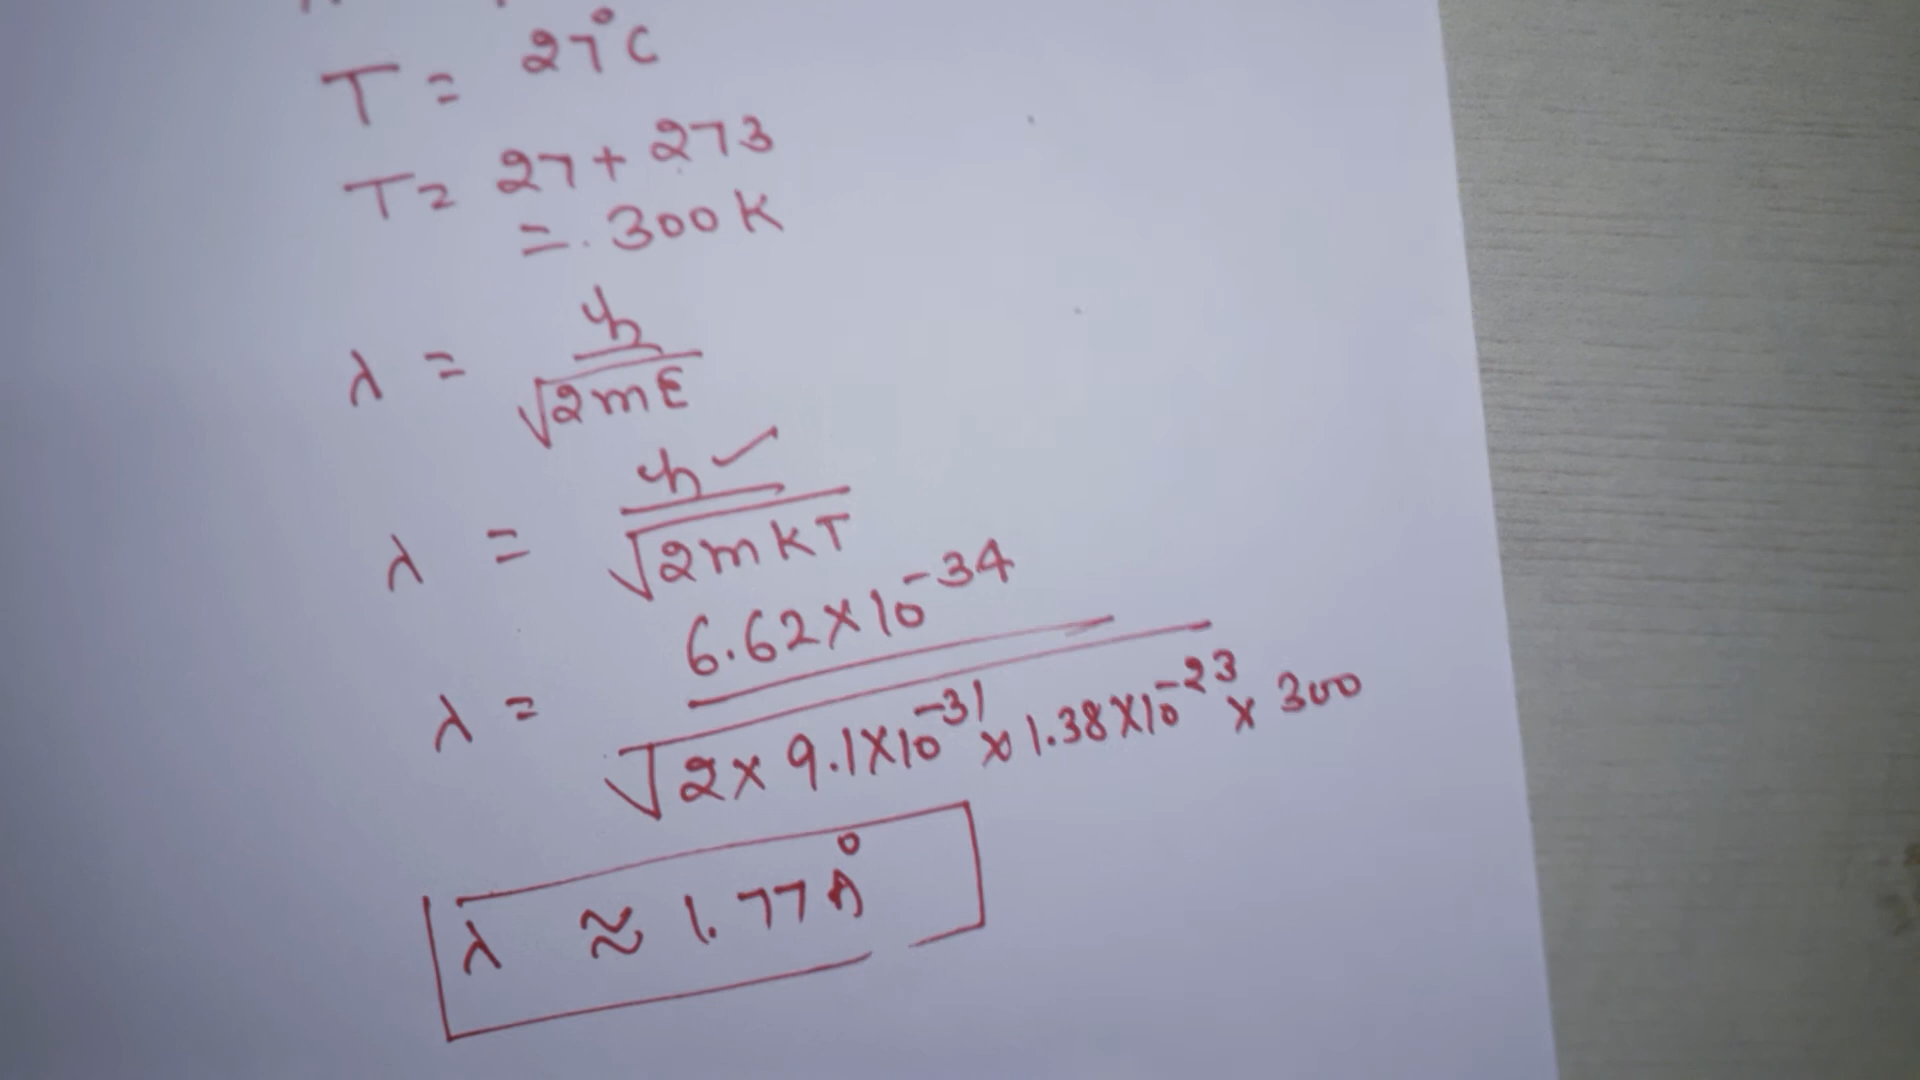 T = 27°C
T = 27 + 273
= 300 K
λ = h / √2mE
λ = h / √2mKT
λ = 6.62×10⁻³⁴ / √2× 9.1×10⁻³¹ × 1.38×10⁻²³ × 300
λ ≈ 1.77 Å